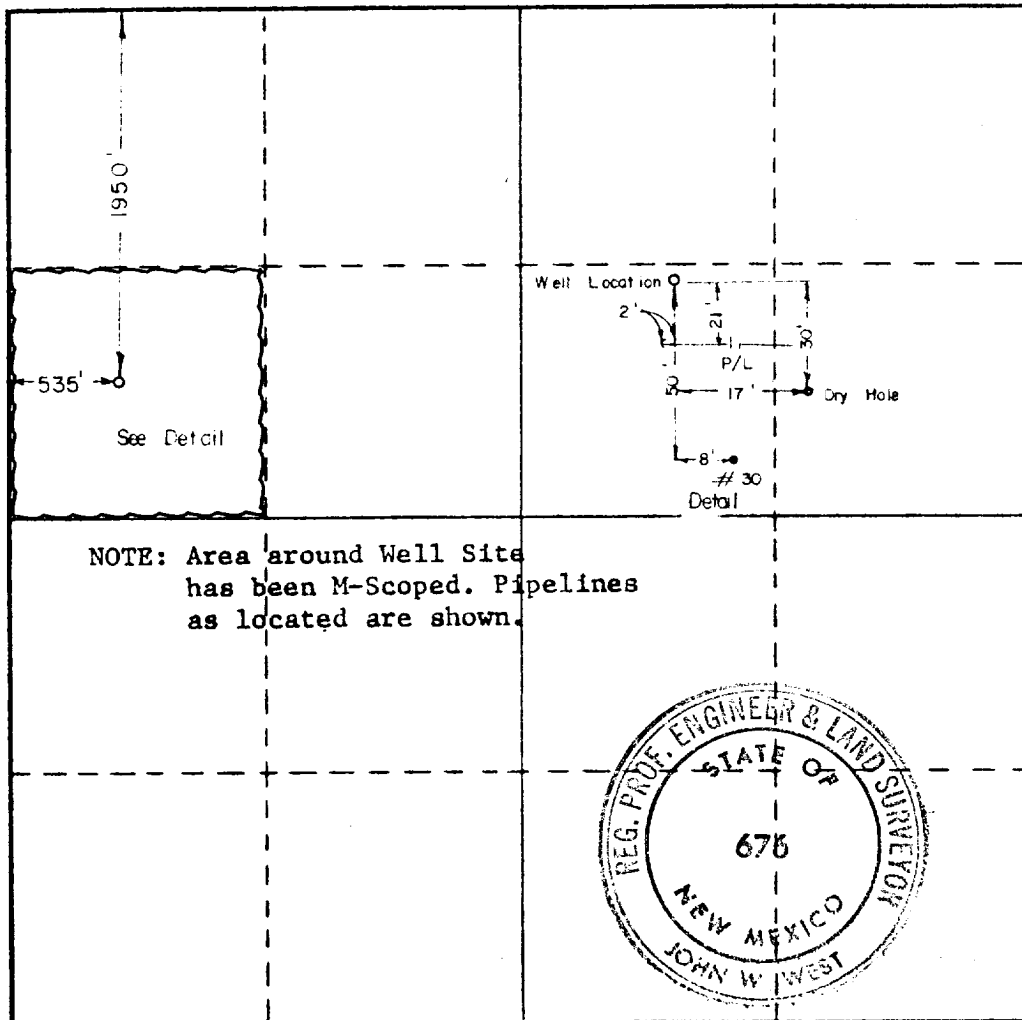 1950'
535'
See Detail
Well Location
2'
21'
30'
P/L
50'
17'
Dry Hole
8'
# 30
Detail
NOTE: Area around Well Site
has been M-Scoped. Pipelines
as located are shown.
REG. PROF. ENGINEER & LAND SURVEYOR
STATE OF
676
NEW MEXICO
JOHN W WEST